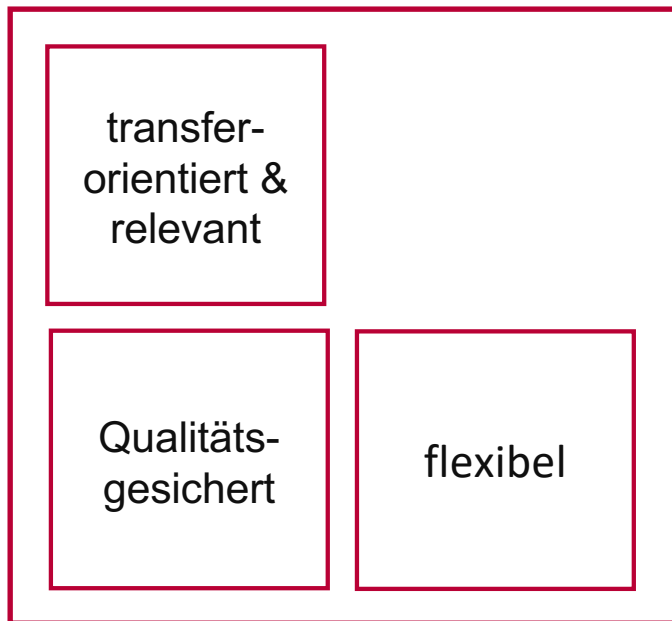 transfer-
orientiert &
relevant
Qualitäts-
gesichert
flexibel